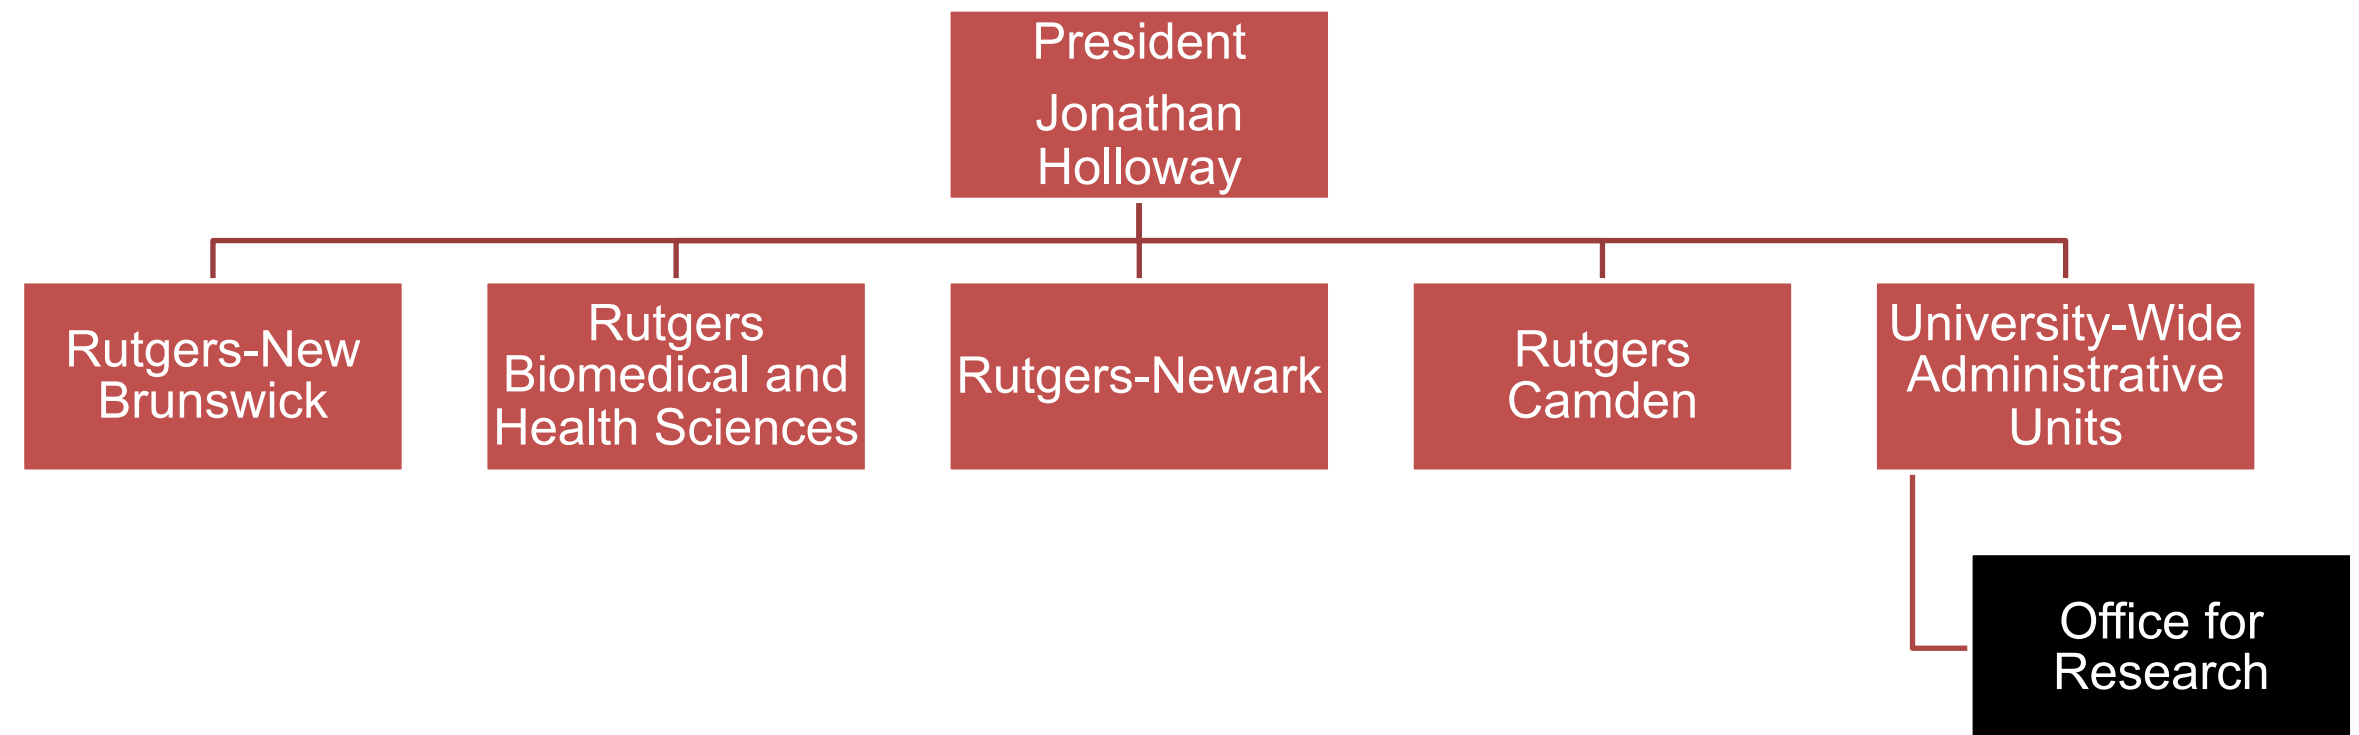 President
Jonathan
Holloway
Rutgers-New
Brunswick
Rutgers
Biomedical and
Health Sciences
Rutgers-Newark
Rutgers
Camden
University-Wide
Administrative
Units
Office for
Research